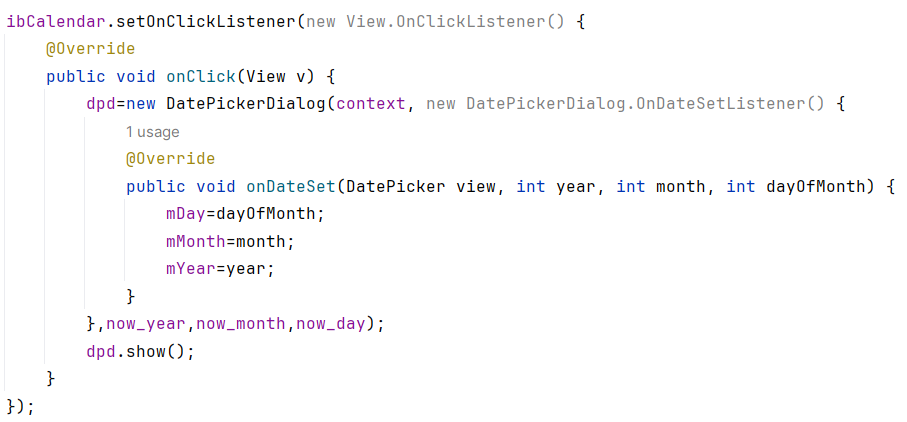 ibCalendar.setOnClickListener(new View.OnClickListener() {
    @Override
    public void onClick(View v) {
        dpd=new DatePickerDialog(context, new DatePickerDialog.OnDateSetListener() {
            1 usage
            @Override
            public void onDateSet(DatePicker view, int year, int month, int dayOfMonth) {
                mDay=dayOfMonth;
                mMonth=month;
                mYear=year;
            }
        },now_year,now_month,now_day);
        dpd.show();
    }
});